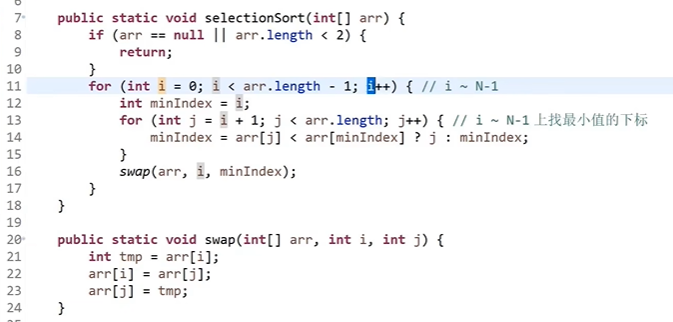 7 public static void selectionSort(int[] arr) {
8 if (arr == null || arr.length < 2) {
9 return;
10 }
11 for (int i = 0; i < arr.length - 1; i++) { // i ~ N-1
12 int minIndex = i;
13 for (int j = i + 1; j < arr.length; j++) { // i ~ N-1 上找最小值的下标
14 minIndex = arr[j] < arr[minIndex] ? j : minIndex;
15 }
16 swap(arr, i, minIndex);
17 }
18 }
19
20 public static void swap(int[] arr, int i, int j) {
21 int tmp = arr[i];
22 arr[i] = arr[j];
23 arr[j] = tmp;
24 }